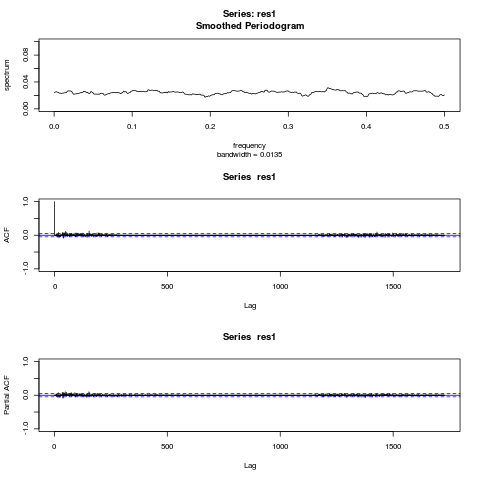 Series: res1
Smoothed Periodogram
spectrum
0.00 0.04 0.08
0.0 0.1 0.2 0.3 0.4 0.5
frequency
bandwidth = 0.0135
Series res1
ACF
-1.0 0.0 1.0
0 500 1000 1500
Lag
Series res1
Partial ACF
-1.0 0.0 1.0
0 500 1000 1500
Lag